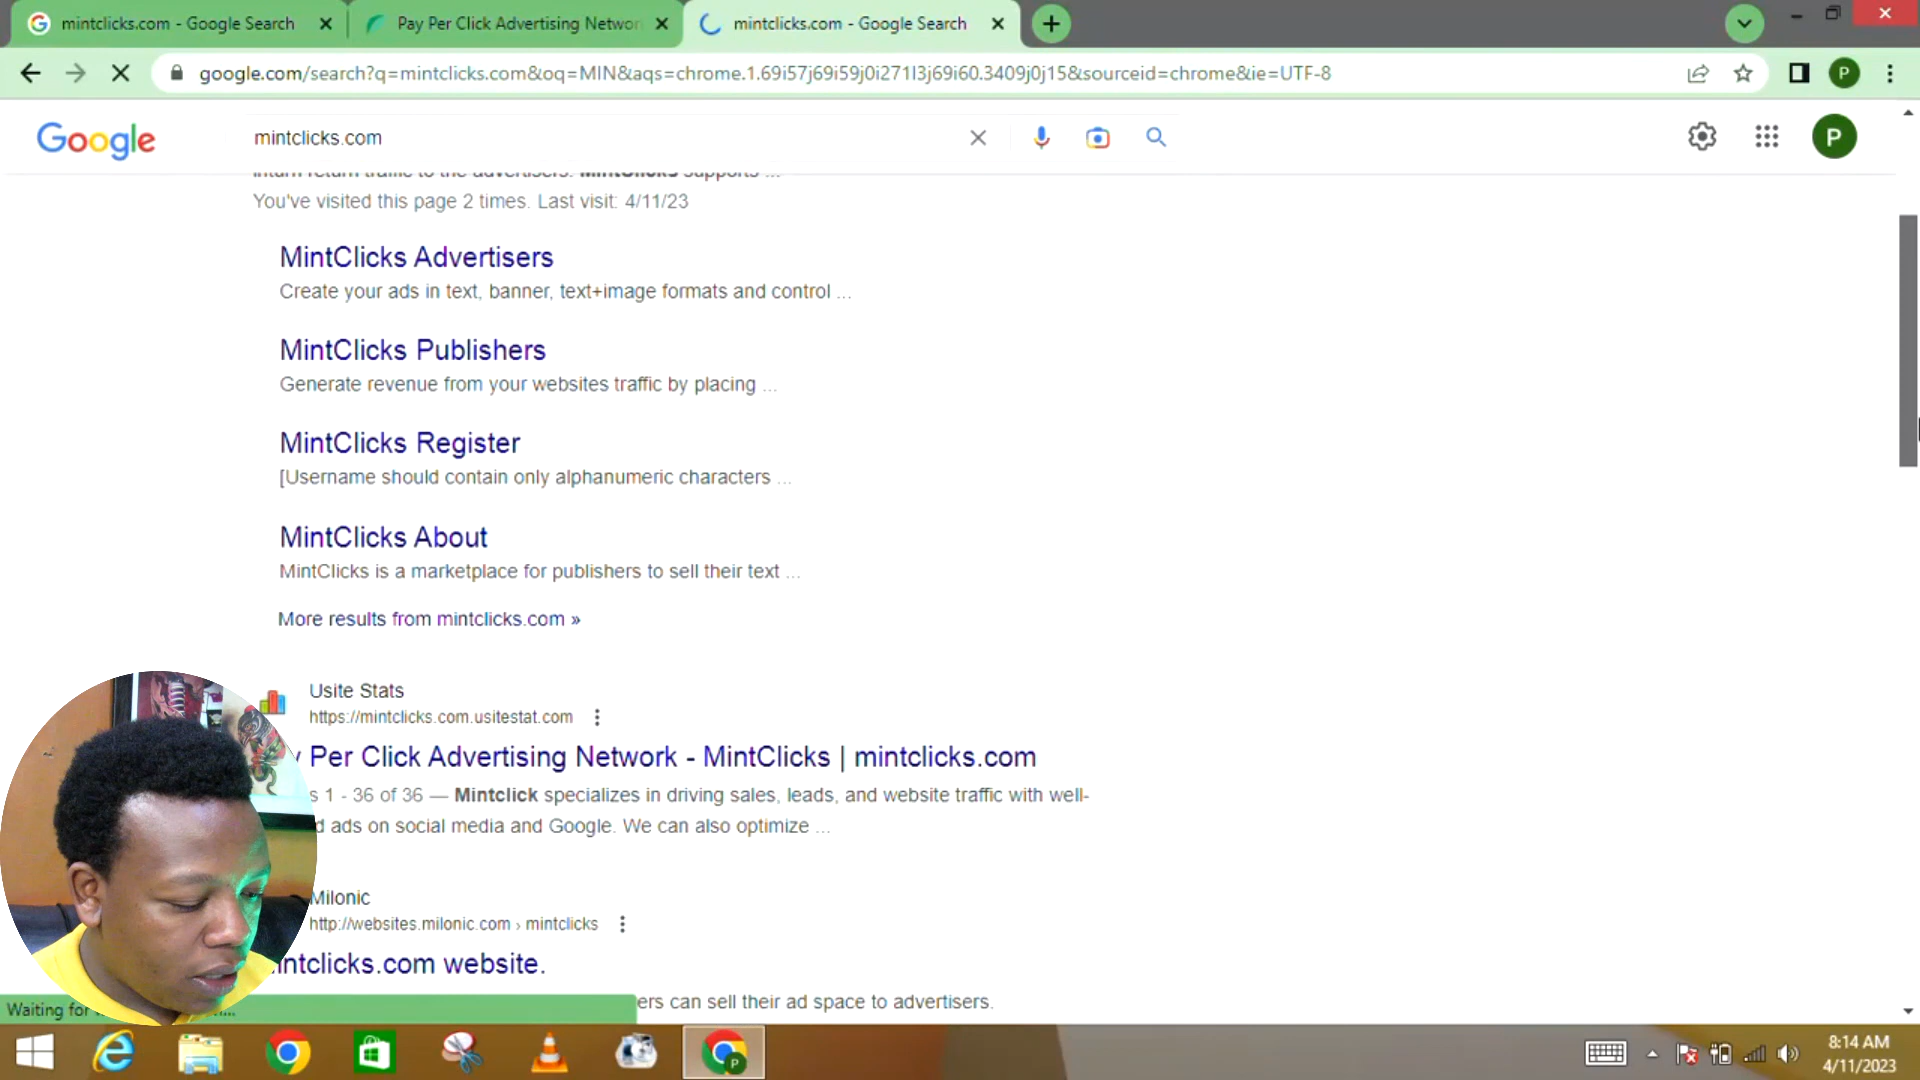 mintclicks.com - Google Search
Pay Per Click Advertising Networ
mintclicks.com - Google Search
google.com/search?q=mintclicks.com&oq=MIN&aqs=chrome.1.69i57j69i59j0i271l3j69i60.3409j0j15&sourceid=chrome&ie=UTF-8
P
Google
mintclicks.com
P
inturn return traffic to the advertisers. MintClicks supports ...
You've visited this page 2 times. Last visit: 4/11/23
MintClicks Advertisers
Create your ads in text, banner, text+image formats and control ...
MintClicks Publishers
Generate revenue from your websites traffic by placing ...
MintClicks Register
[Username should contain only alphanumeric characters ...
MintClicks About
MintClicks is a marketplace for publishers to sell their text ...
More results from mintclicks.com »
Usite Stats
https://mintclicks.com.usitestat.com
y Per Click Advertising Network - MintClicks | mintclicks.com
s 1 - 36 of 36 — Mintclick specializes in driving sales, leads, and website traffic with well-
d ads on social media and Google. We can also optimize ...
Milonic
http://websites.milonic.com › mintclicks
intclicks.com website.
ers can sell their ad space to advertisers.
Waiting for
P
8:14 AM
4/11/2023